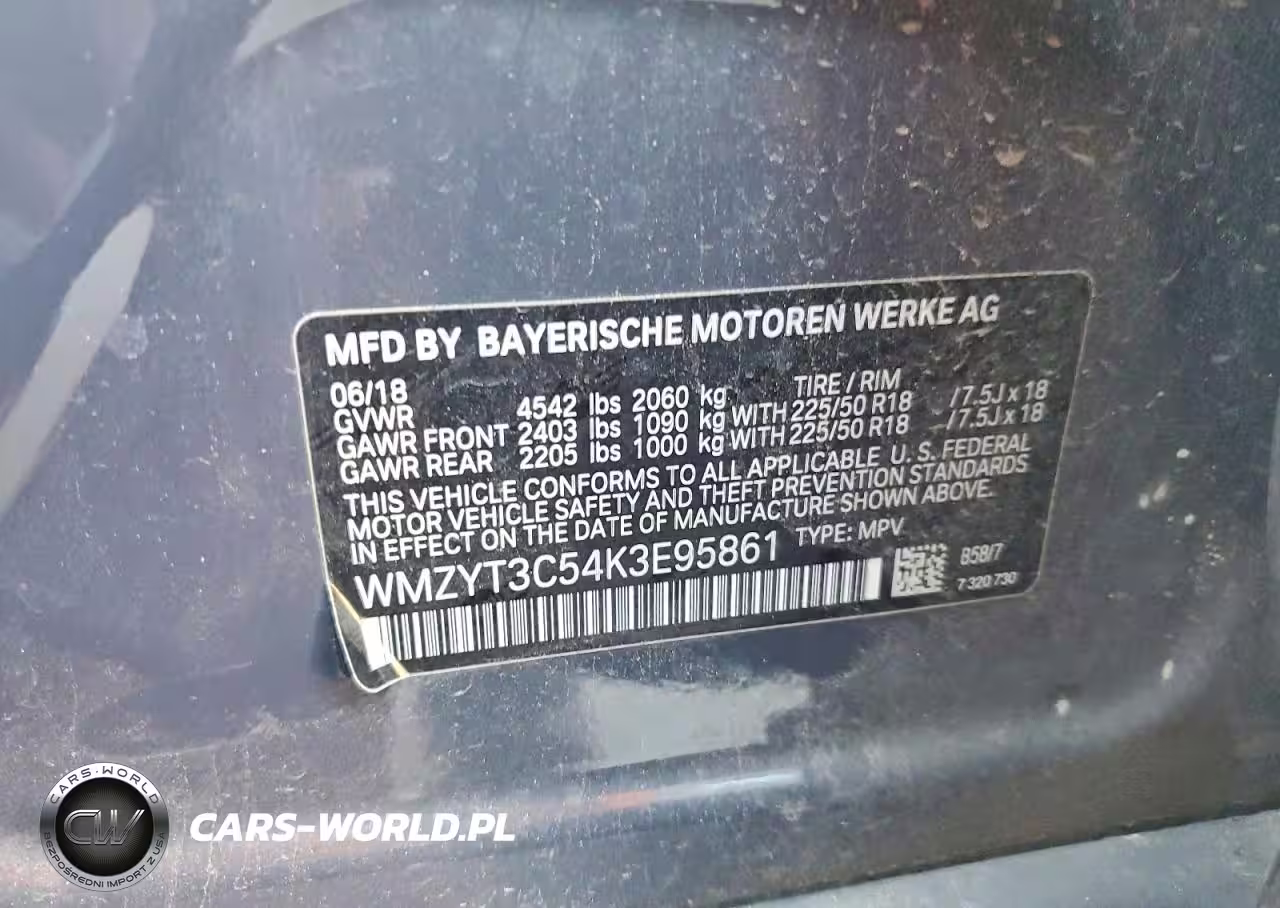 MFD BY BAYERISCHE MOTOREN WERKE AG
06/18 TIRE / RIM
GVWR 4542 lbs 2060 kg
GAWR FRONT 2403 lbs 1090 kg WITH 225/50 R18 /7.5J x 18
GAWR REAR 2205 lbs 1000 kg WITH 225/50 R18 /7.5J x 18
THIS VEHICLE CONFORMS TO ALL APPLICABLE U.S. FEDERAL
MOTOR VEHICLE SAFETY AND THEFT PREVENTION STANDARDS
IN EFFECT ON THE DATE OF MANUFACTURE SHOWN ABOVE.
WMZYT3C54K3E95861 TYPE: MPV
858/7
7 320 730
CARS-WORLD
CW
BEZPOŚREDNI IMPORT Z USA
CARS-WORLD.PL